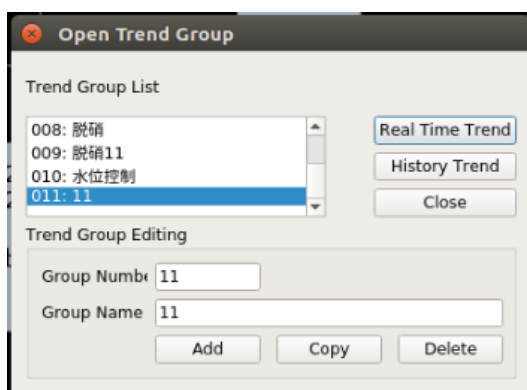 Open Trend Group
Trend Group List
008: 脱硝
009: 脱硝11
010: 水位控制
011: 11
Real Time Trend
History Trend
Close
Trend Group Editing
Group Numbe 11
Group Name 11
Add Copy Delete